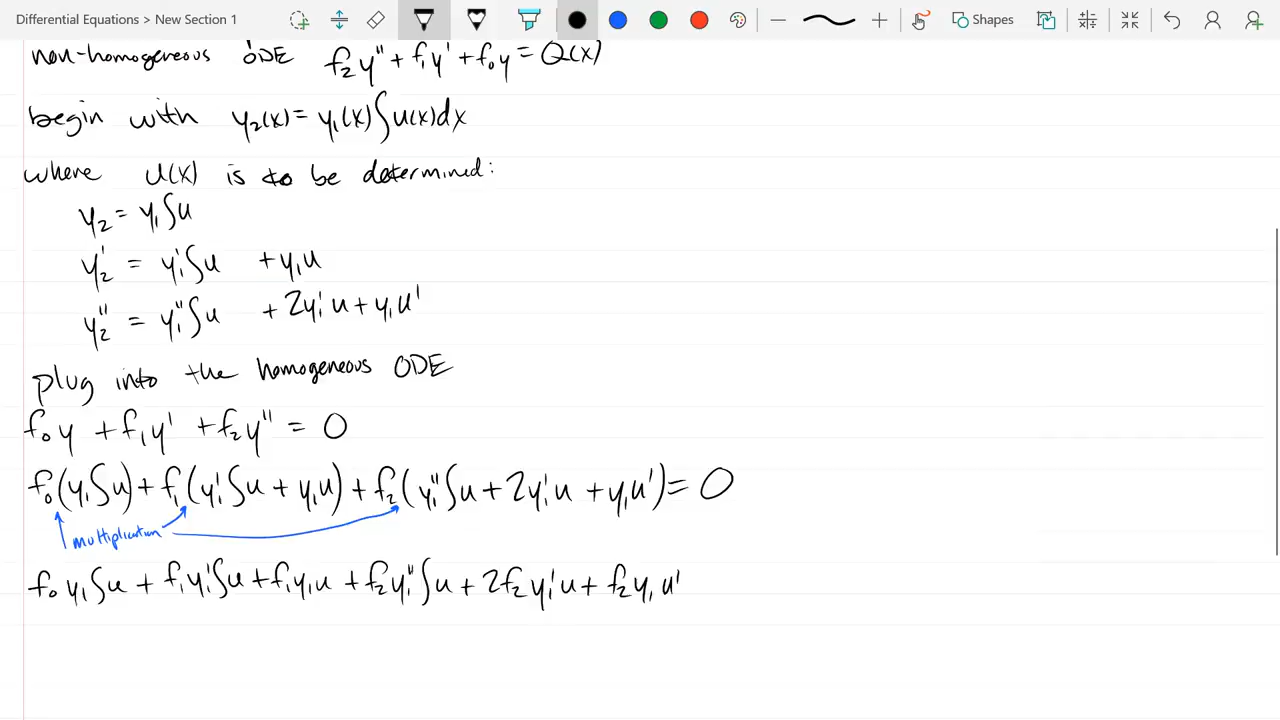 Differential Equations > New Section 1
Shapes
non-homogeneous ODE f₂y'' + f₁y' + f₀y = Q(x)
begin with y₂(x) = y₁(x)∫u(x)dx
where u(x) is to be determined:
y₂ = y₁∫u
y₂' = y₁'∫u + y₁u
y₂'' = y₁''∫u + 2y₁'u + y₁u'
plug into the homogeneous ODE
f₀y + f₁y' + f₂y'' = 0
f₀(y₁∫u) + f₁(y₁'∫u + y₁u) + f₂(y₁''∫u + 2y₁'u + y₁u') = 0
multiplication
f₀y₁∫u + f₁y₁'∫u + f₁y₁u + f₂y₁''∫u + 2f₂y₁'u + f₂y₁u'